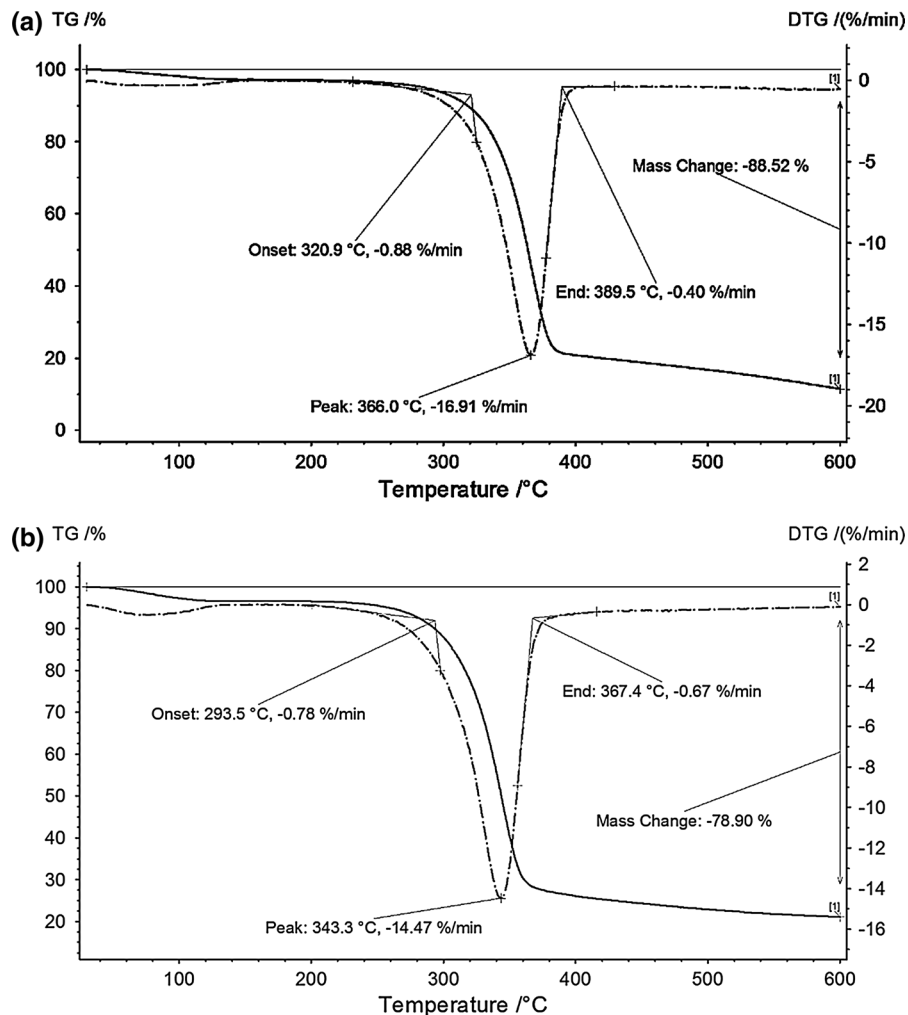 (a) TG /% DTG /(%/min)
100 [1] 0
80 -5
Mass Change: -88.52 %
60
Onset: 320.9 °C, -0.88 %/min -10
40 End: 389.5 °C, -0.40 %/min
-15
20 [1]
Peak: 366.0 °C, -16.91 %/min -20
0
100 200 300 400 500 600
Temperature /°C
(b) TG /% DTG /(%/min)
2
100 [1] 0
90
-2
80 End: 367.4 °C, -0.67 %/min -4
Onset: 293.5 °C, -0.78 %/min
70 -6
60 -8
50 Mass Change: -78.90 % -10
40 -12
30 -14
20 [1]
Peak: 343.3 °C, -14.47 %/min -16
100 200 300 400 500 600
Temperature /°C